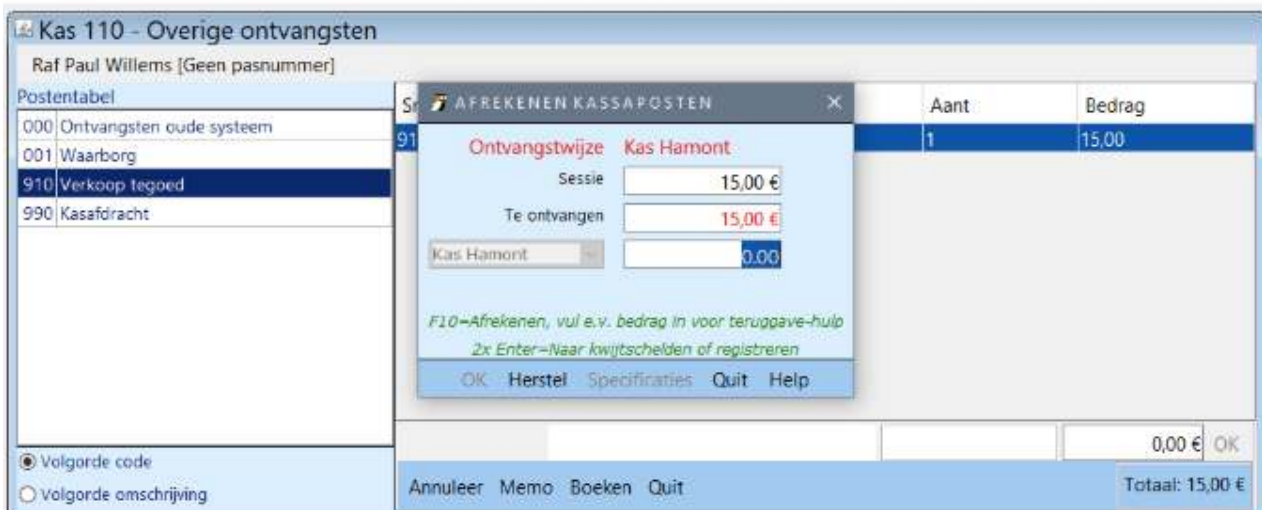 Kas 110 - Overige ontvangsten
Raf Paul Willems [Geen pasnummer]
Postentabel
000 Ontvangsten oude systeem
001 Waarborg
910 Verkoop tegoed
990 Kasafdracht
Volgorde code
Volgorde omschrijving
Aant Bedrag
91 1 15,00
AFREKENEN KASSAPOSTEN
Ontvangstwijze Kas Hamont
Sessie 15,00 €
Te ontvangen 15,00 €
Kas Hamont 0.00
F10=Afrekenen, vul e.v. bedrag in voor teruggave-hulp
2x Enter=Naar kwijtschelden of registreren
OK Herstel Specificaties Quit Help
0,00 € OK
Annuleer Memo Boeken Quit Totaal: 15,00 €